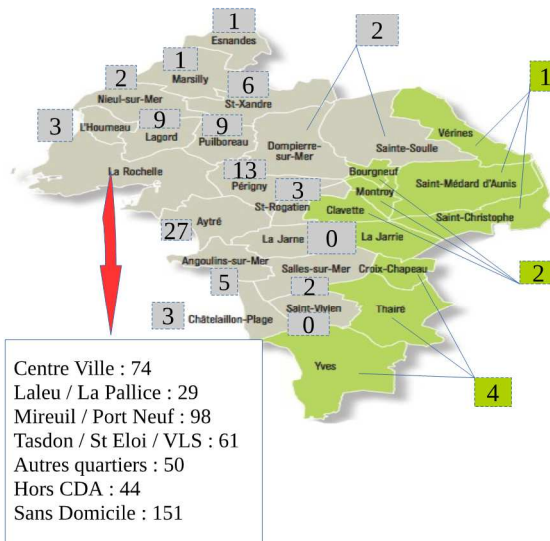 1
Esnandes
2
1
Marsilly
2
6
Nieul-sur-Mer
St-Xandre
1
3
L'Houmeau
9
Lagord
9
Puilboreau
Dompierre-
sur-Mer
Sainte-Soulle
Vérines
La Rochelle
13
Périgny
Bourgneuf
Saint-Médard d'Aunis
3
St-Rogatien
Montroy
Clavette
Saint-Christophe
27
Aytré
La Jarne
0
La Jarrie
Angoulins-sur-Mer
Salles-sur-Mer
Croix-Chapeau
2
5
2
3
Châtelaillon-Plage
Saint-Vivien
0
Thairé
Yves
4
Centre Ville : 74
Laleu / La Pallice : 29
Mireuil / Port Neuf : 98
Tasdon / St Eloi / VLS : 61
Autres quartiers : 50
Hors CDA : 44
Sans Domicile : 151